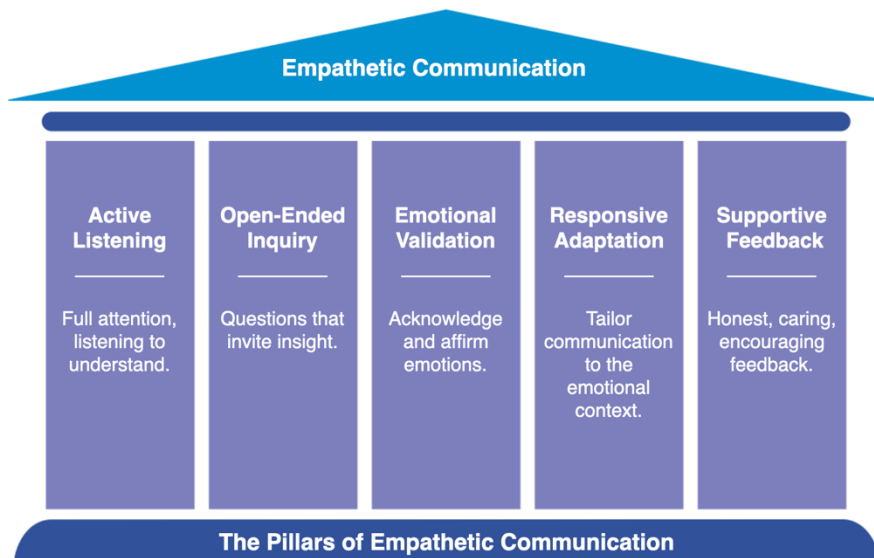 Empathetic Communication
Active
Listening
Full attention,
listening to
understand.
Open-Ended
Inquiry
Questions that
invite insight.
Emotional
Validation
Acknowledge
and affirm
emotions.
Responsive
Adaptation
Tailor
communication
to the
emotional
context.
Supportive
Feedback
Honest, caring,
encouraging
feedback.
The Pillars of Empathetic Communication